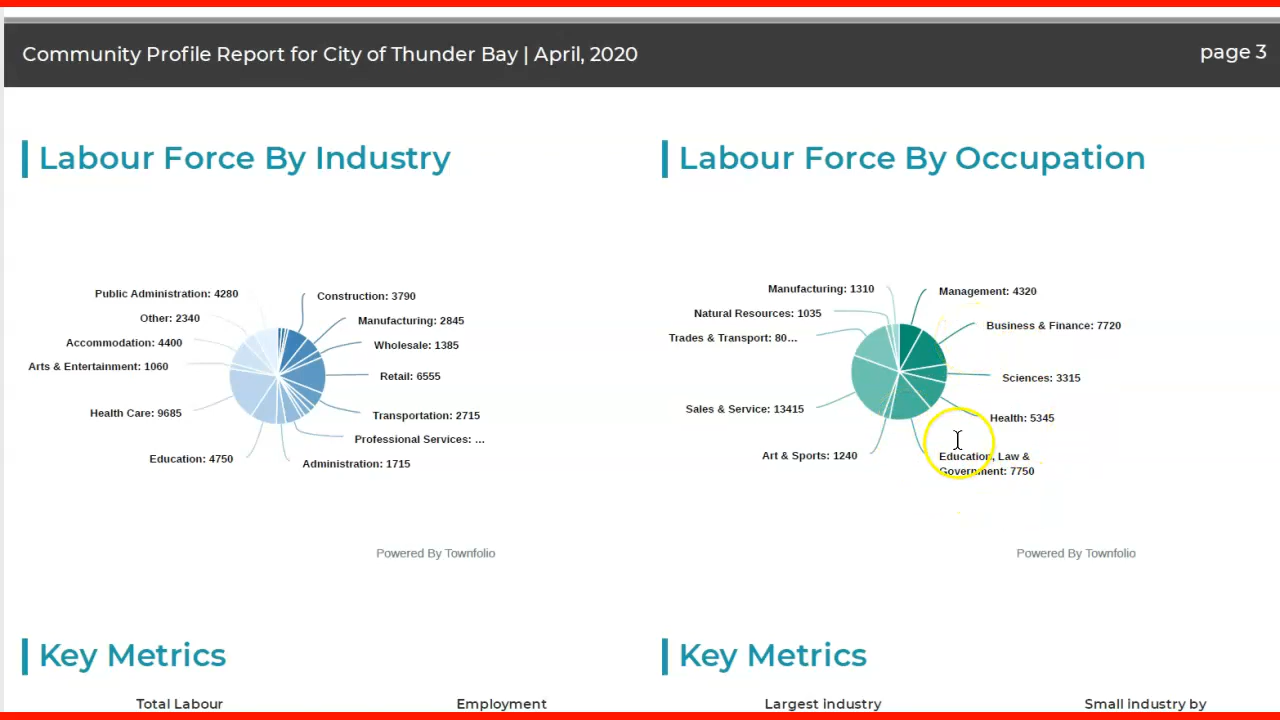 Community Profile Report for City of Thunder Bay | April, 2020
page 3
Labour Force By Industry
Public Administration: 4280
Other: 2340
Accommodation: 4400
Arts & Entertainment: 1060
Health Care: 9685
Education: 4750
Construction: 3790
Manufacturing: 2845
Wholesale: 1385
Retail: 6555
Transportation: 2715
Professional Services: ...
Administration: 1715
Powered By Townfolio
Labour Force By Occupation
Manufacturing: 1310
Natural Resources: 1035
Trades & Transport: 80...
Sales & Service: 13415
Art & Sports: 1240
Management: 4320
Business & Finance: 7720
Sciences: 3315
Health: 5345
Education, Law &
Government: 7750
Powered By Townfolio
Key Metrics
Total Labour
Employment
Key Metrics
Largest industry
Small industry by